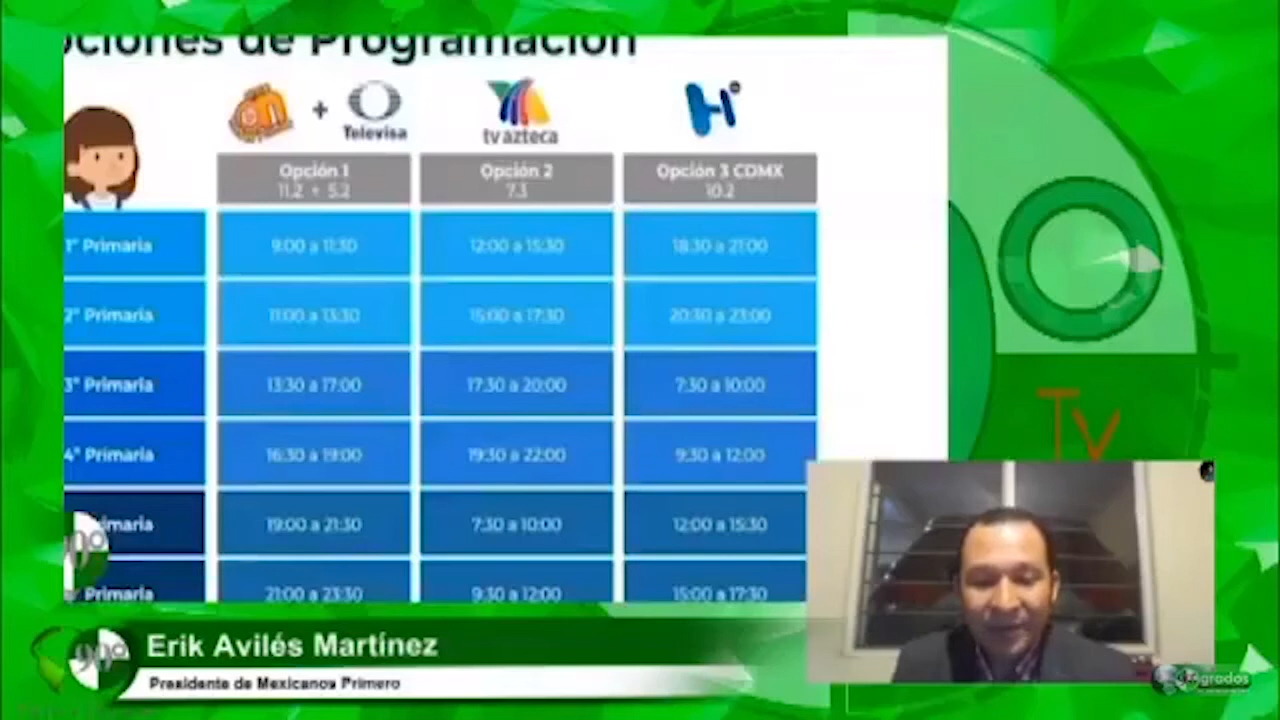 Opciones de Programación
+
Televisa
tv azteca
Opción 1
11.2 + 5.2
Opción 2
7.3
Opción 3 CDMX
10.2
1° Primaria
9:00 a 11:30
12:00 a 15:30
18:30 a 21:00
2° Primaria
11:00 a 13:30
15:00 a 17:30
20:30 a 23:00
3° Primaria
13:30 a 17:00
17:30 a 20:00
7:30 a 10:00
4° Primaria
16:30 a 19:00
19:30 a 22:00
9:30 a 12:00
imaria
19:00 a 21:30
7:30 a 10:00
12:00 a 15:30
Primaria
21:00 a 23:30
9:30 a 12:00
15:00 a 17:30
Tv
90°
Erik Avilés Martínez
90°
Presidente de Mexicanos Primero
grados